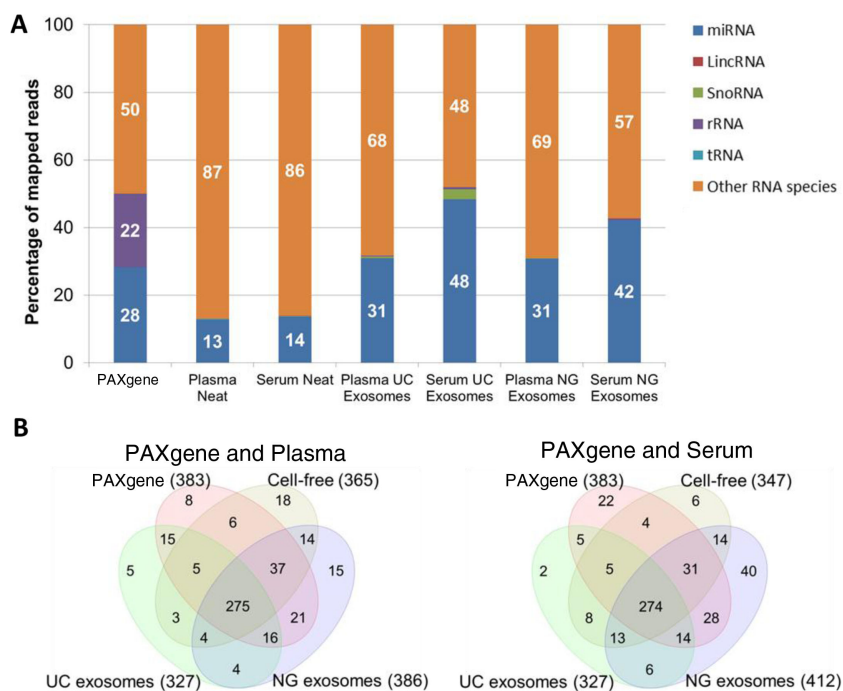 A
100
80
60
40
20
0
Percentage of mapped reads
50
22
28
87
13
86
14
68
31
48
48
69
31
57
42
PAXgene
Plasma
Neat
Serum Neat
Plasma UC
Exosomes
Serum UC
Exosomes
Plasma NG
Exosomes
Serum NG
Exosomes
miRNA
LincRNA
SnoRNA
rRNA
tRNA
Other RNA species
B
PAXgene and Plasma
PAXgene (383)
Cell-free (365)
8
18
6
15
14
5
5
37
15
275
3
21
4
16
4
UC exosomes (327)
NG exosomes (386)
PAXgene and Serum
PAXgene (383)
Cell-free (347)
22
6
4
5
14
2
5
31
40
274
8
28
13
14
6
UC exosomes (327)
NG exosomes (412)